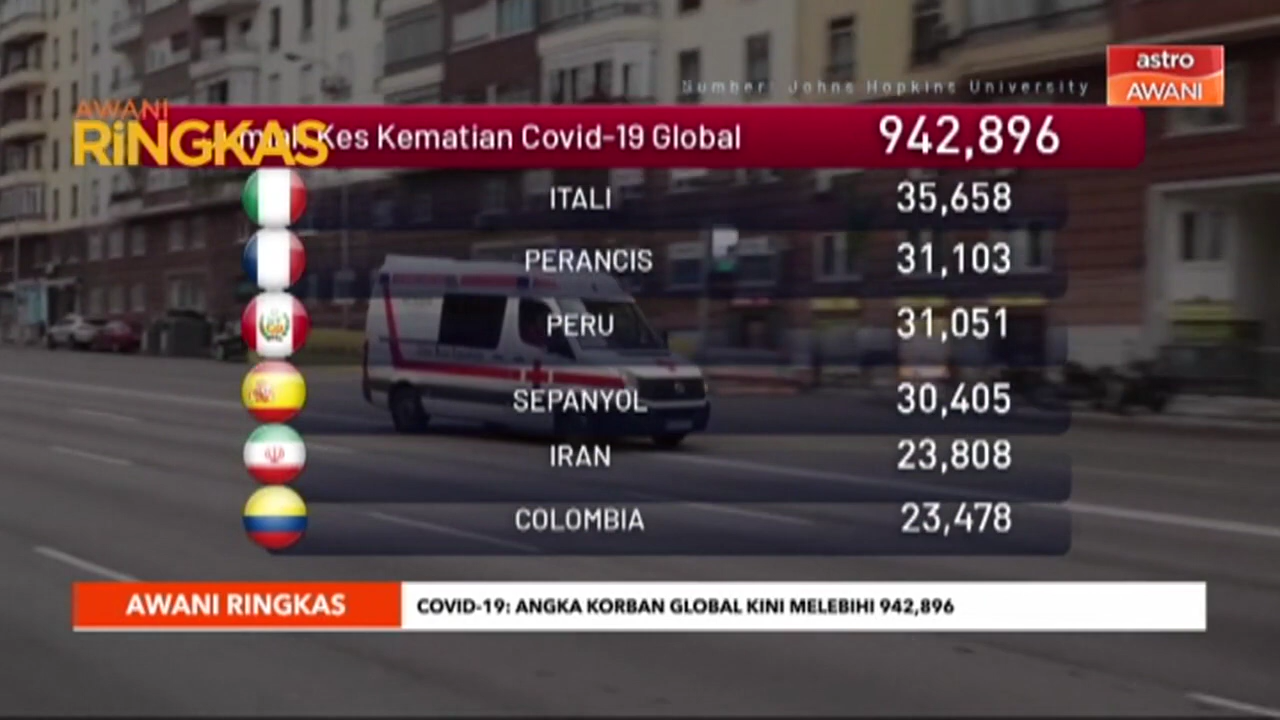 Number: Johns Hopkins University
astro
AWANI
AWANI
RiNGKAS
Kes Kematian Covid-19 Global 942,896
ITALI 35,658
PERANCIS 31,103
PERU 31,051
SEPANYOL 30,405
IRAN 23,808
COLOMBIA 23,478
AWANI RINGKAS COVID-19: ANGKA KORBAN GLOBAL KINI MELEBIHI 942,896